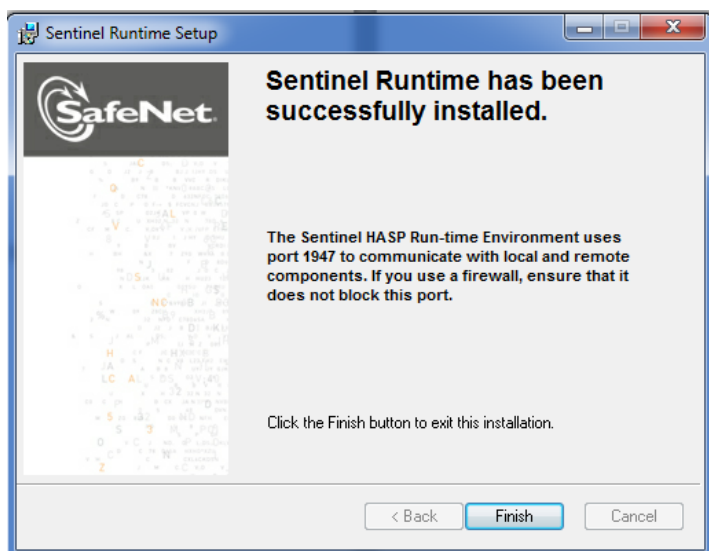 Sentinel Runtime Setup
SafeNet.
Sentinel Runtime has been
successfully installed.
The Sentinel HASP Run-time Environment uses
port 1947 to communicate with local and remote
components. If you use a firewall, ensure that it
does not block this port.
Click the Finish button to exit this installation.
< Back
Finish
Cancel